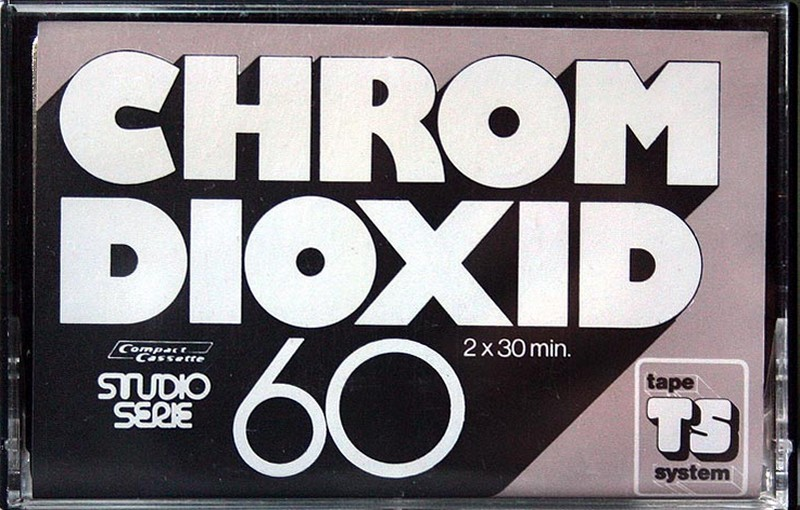 CHROM
DIOXID
Compact
Cassette
STUDIO
SERIE
60
2 x 30 min.
tape
TS
system